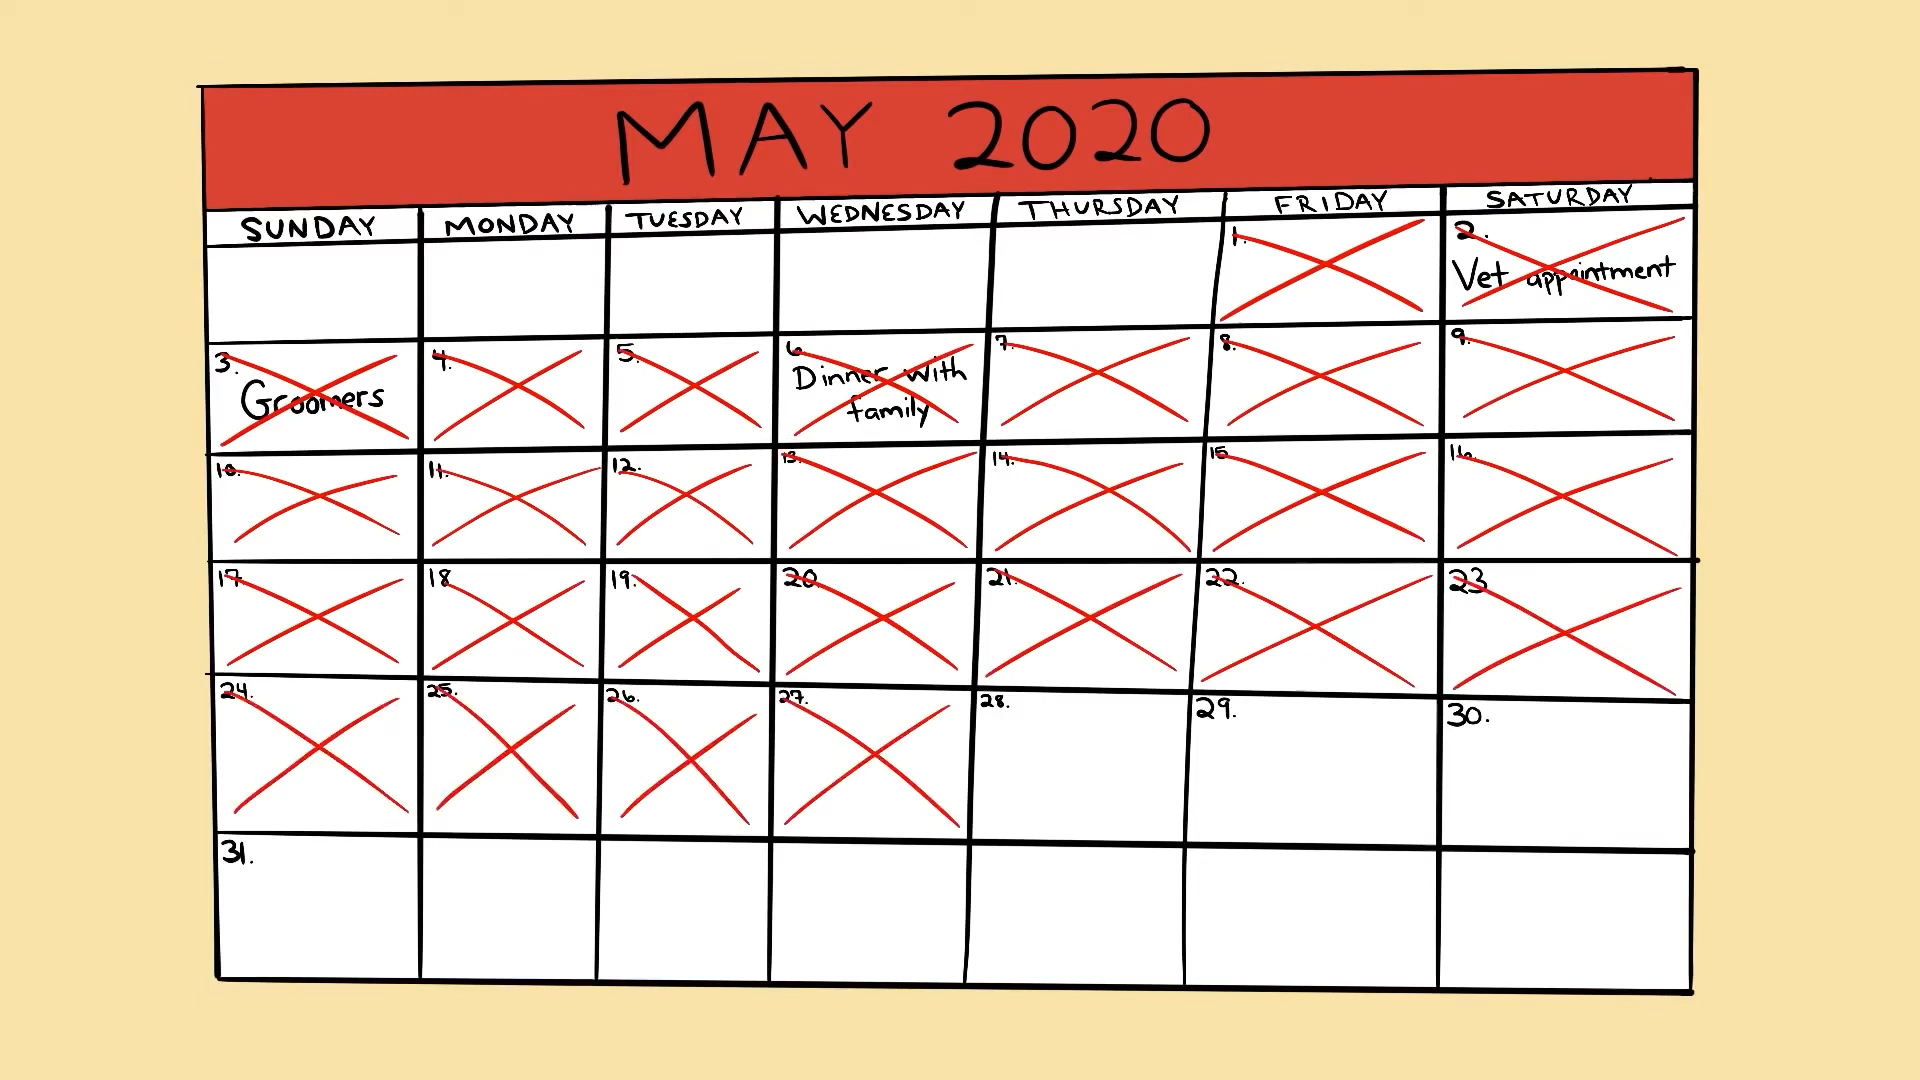 MAY 2020
SUNDAY MONDAY TUESDAY WEDNESDAY THURSDAY FRIDAY SATURDAY
1. 2.
Vet appointment
3. 4. 5. 6 7. 8. 9.
Groomers Dinner with
family
10. 11. 12. 13. 14. 15 16.
17 18 19. 20 21. 22. 23
24. 25. 26. 27. 28. 29. 30.
31.